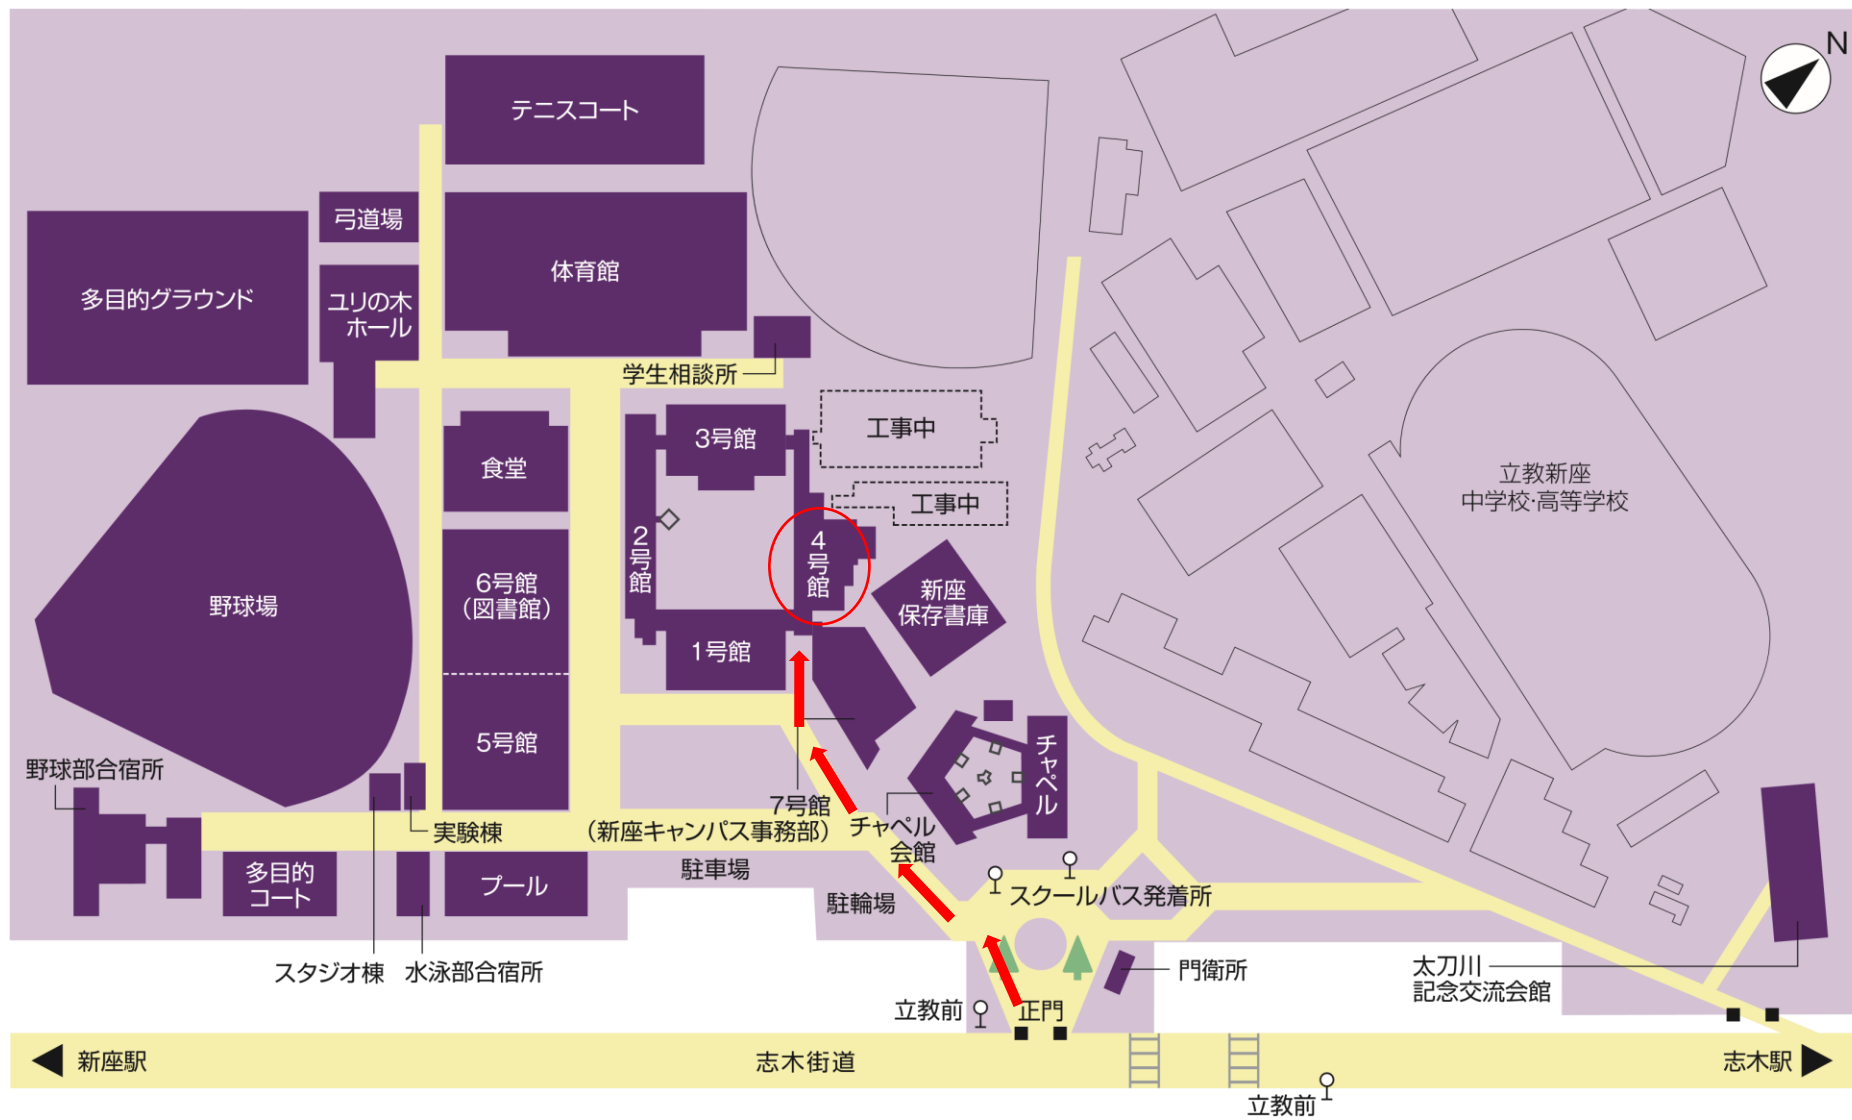 N
テニスコート
弓道場
多目的グラウンド
ユリの木
ホール
体育館
学生相談所
工事中
3号館
食堂
工事中
立教新座
中学校・高等学校
2号館
4号館
6号館
（図書館）
新座
保存書庫
野球場
1号館
5号館
チャペル
野球部合宿所
7号館
（新座キャンパス事務部）
チャペル
会館
実験棟
駐車場
多目的
コート
プール
駐輪場
スクールバス発着所
スタジオ棟
水泳部合宿所
門衛所
太刀川
記念交流会館
立教前
正門
新座駅
志木街道
志木駅
立教前